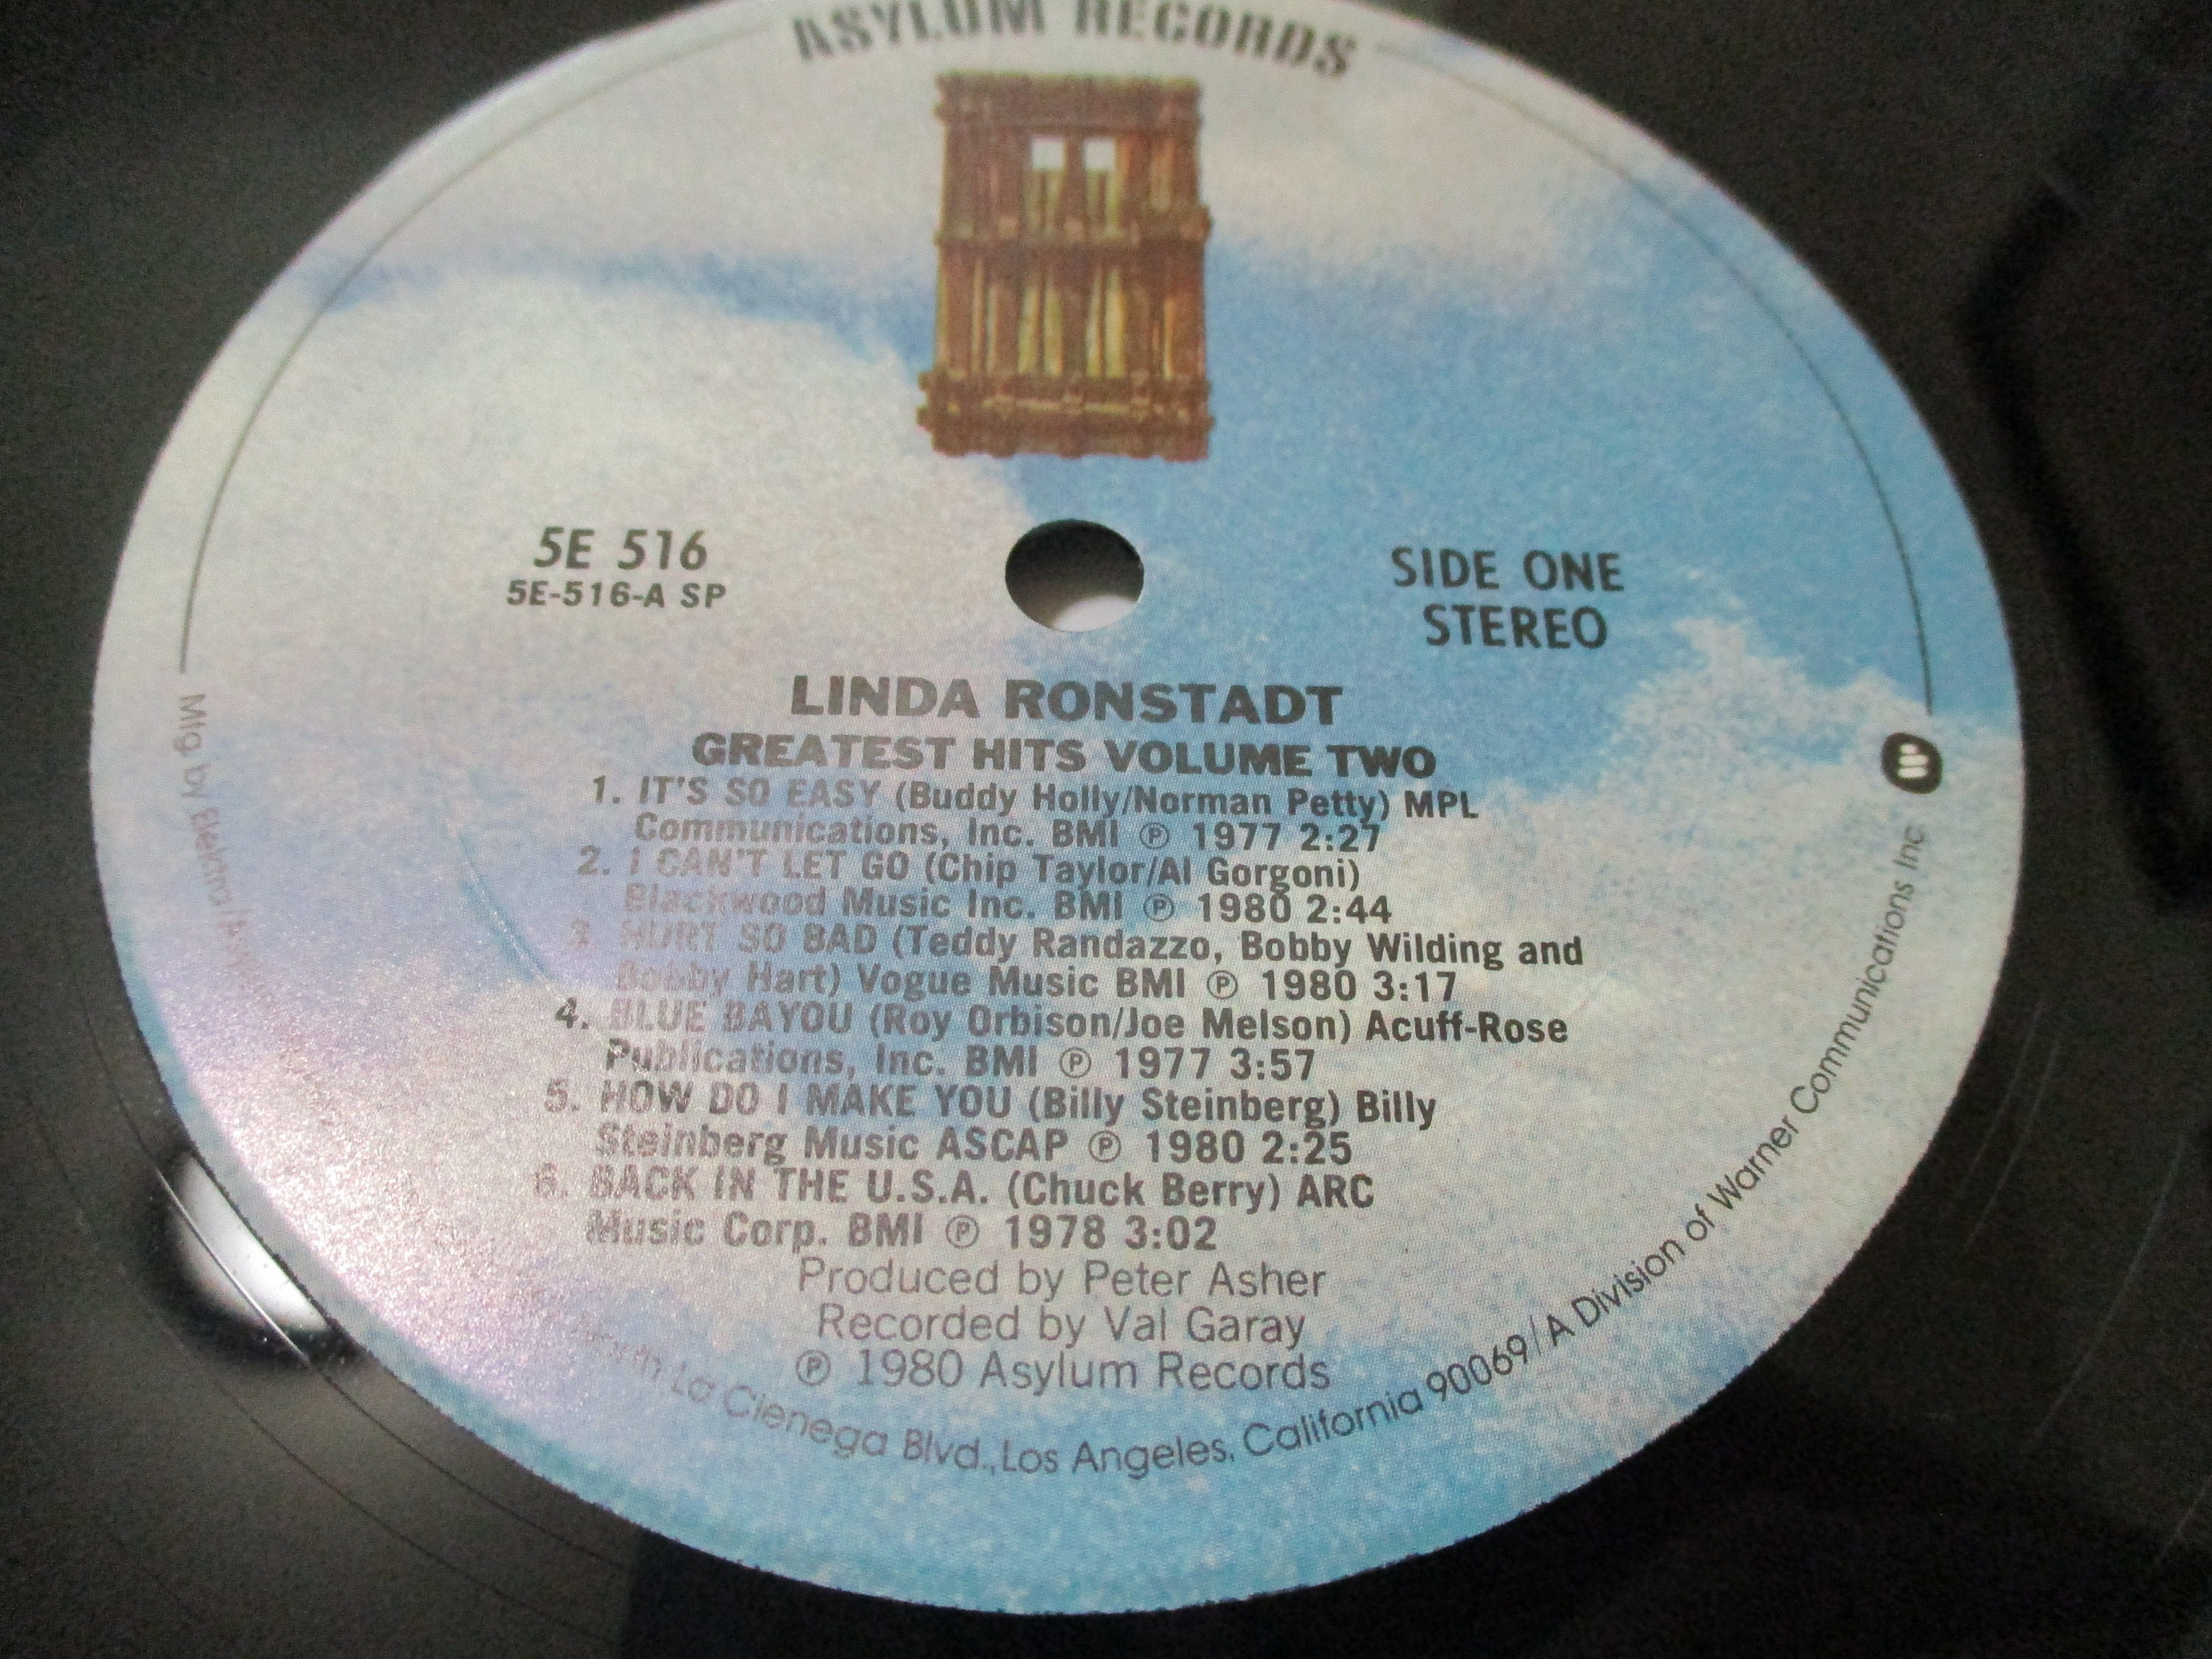 ASYLUM RECORDS
5E 516
5E-516-A SP
SIDE ONE
STEREO
LINDA RONSTADT
GREATEST HITS VOLUME TWO
1. IT'S SO EASY (Buddy Holly/Norman Petty) MPL
Communications, Inc. BMI ℗ 1977 2:27
2. I CAN'T LET GO (Chip Taylor/Al Gorgoni)
Blackwood Music Inc. BMI ℗ 1980 2:44
3. HURT SO BAD (Teddy Randazzo, Bobby Wilding and
Bobby Hart) Vogue Music BMI ℗ 1980 3:17
4. BLUE BAYOU (Roy Orbison/Joe Melson) Acuff-Rose
Publications, Inc. BMI ℗ 1977 3:57
5. HOW DO I MAKE YOU (Billy Steinberg) Billy
Steinberg Music ASCAP ℗ 1980 2:25
6. BACK IN THE U.S.A. (Chuck Berry) ARC
Music Corp. BMI ℗ 1978 3:02
Produced by Peter Asher
Recorded by Val Garay
℗ 1980 Asylum Records
Mfg by Elektra/Asylum North La Cienega Blvd., Los Angeles, California 90069/A Division of Warner Communications Inc